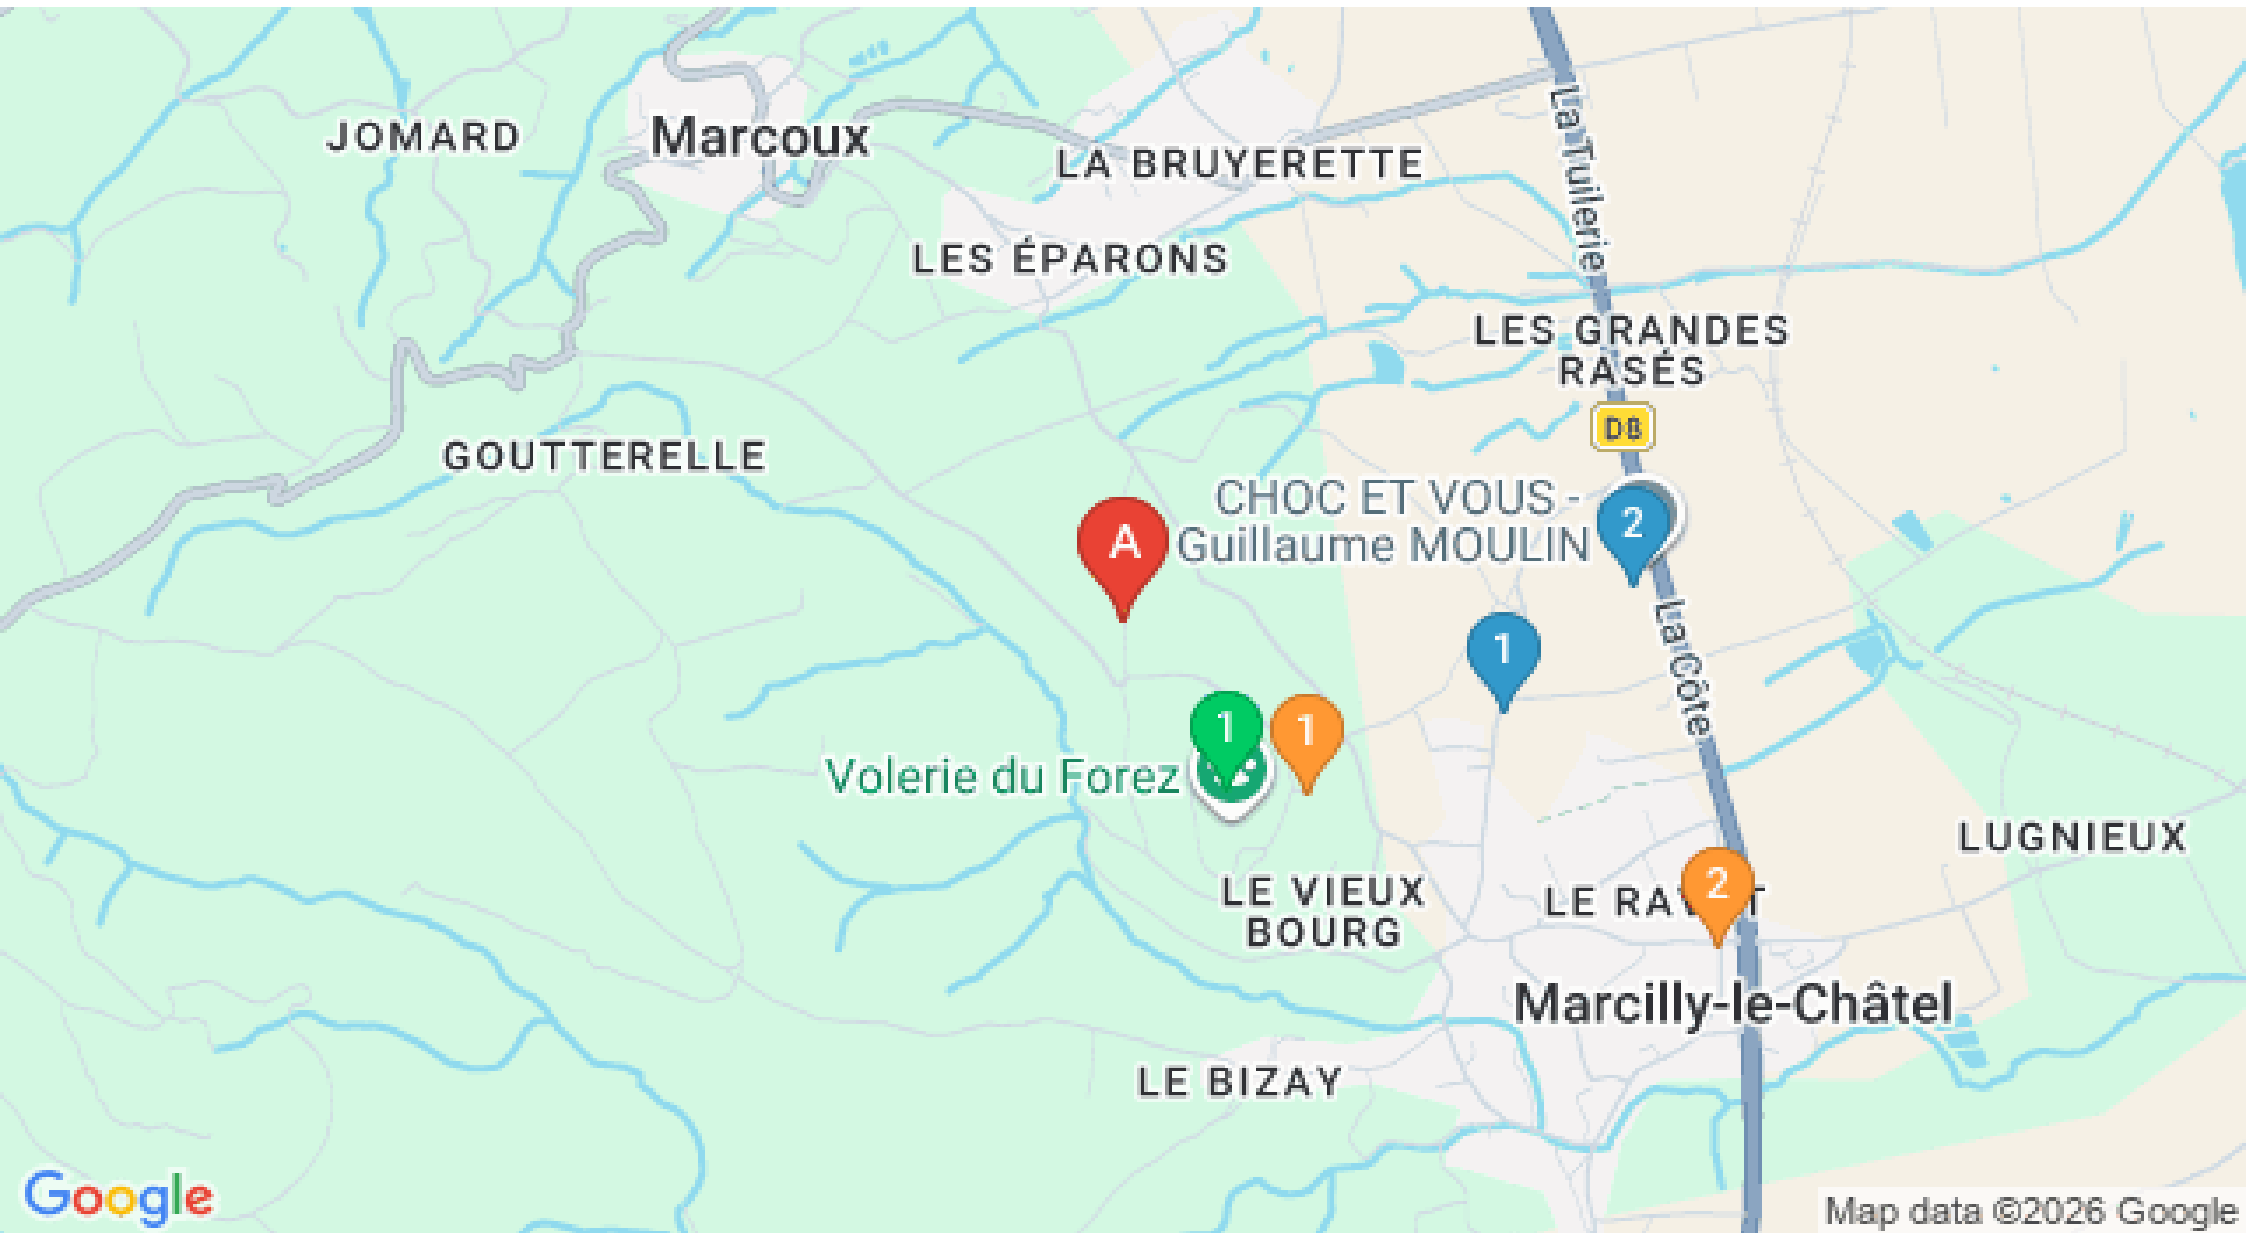 JOMARD
Marcoux
LA BRUYERETTE
La Tuilerie
LES ÉPARONS
LES GRANDES
RASÉS
D8
GOUTTERELLE
CHOC ET VOUS -
Guillaume MOULIN
2
A
La Côte
1
1
1
Volerie du Forez
LUGNIEUX
LE VIEUX
BOURG
2
LE RA
Marcilly-le-Châtel
LE BIZAY
Google
Map data ©2026 Google